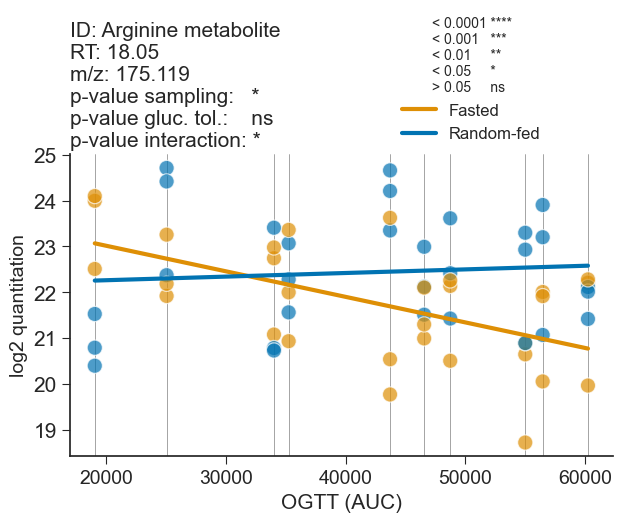 ID: Arginine metabolite
RT: 18.05
m/z: 175.119
p-value sampling: *
p-value gluc. tol.: ns
p-value interaction: *
< 0.0001 ****
< 0.001 ***
< 0.01 **
< 0.05 *
> 0.05 ns
Fasted
Random-fed
25
24
23
22
21
20
19
log2 quantitation
20000 30000 40000 50000 60000
OGTT (AUC)